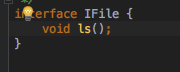 interface IFile {
    void ls();
}